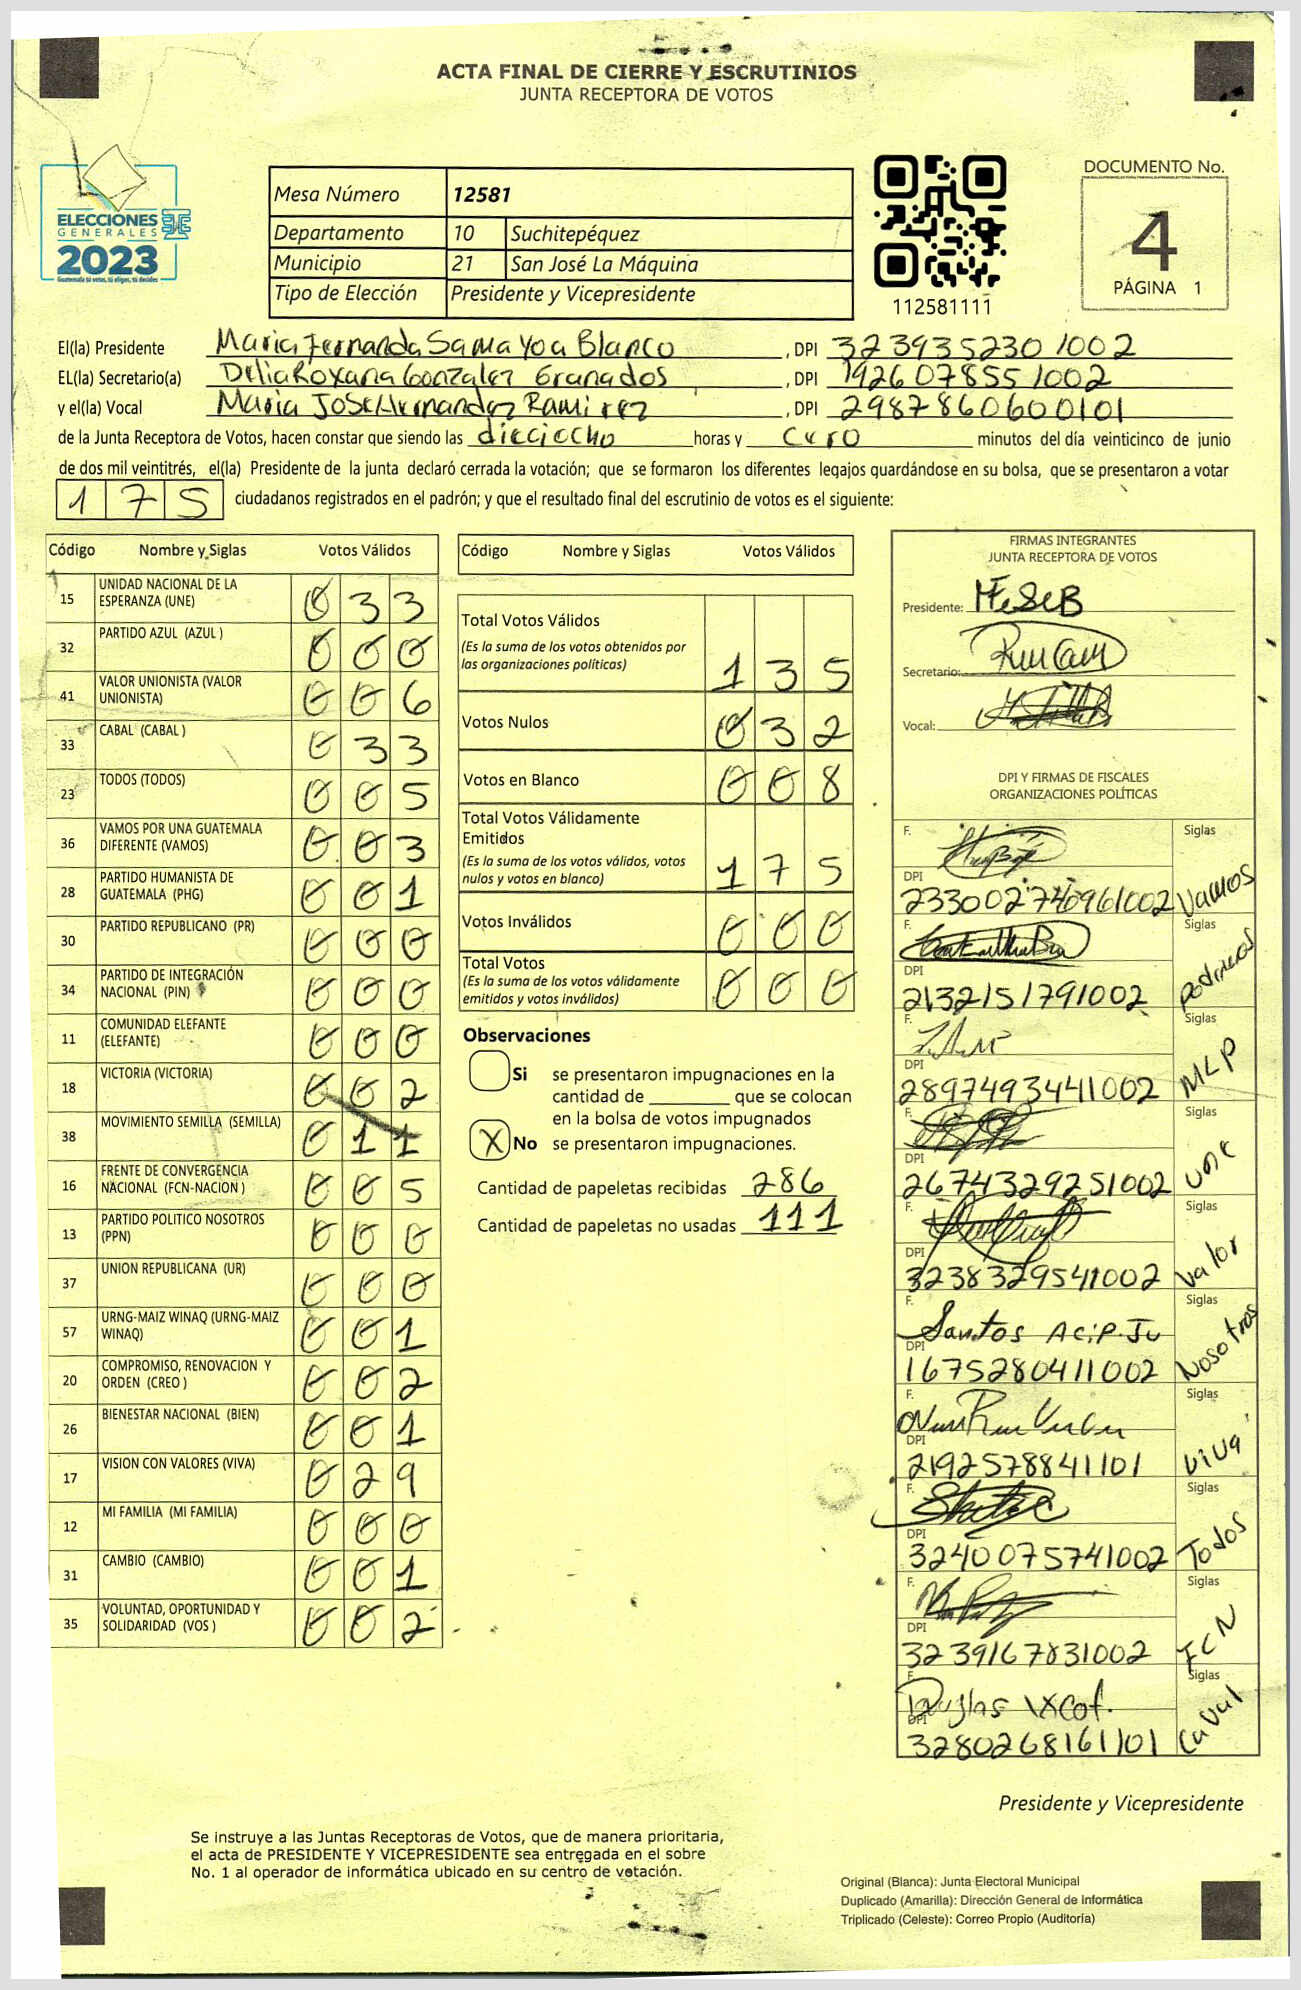 ACTA FINAL DE CIERRE Y ESCRUTINIOS
JUNTA RECEPTORA DE VOTOS
ELECCIONES
GENERALES
2023
Guatemala tú votas, tú eliges, tú decides
Mesa Número 12581
Departamento 10 Suchitepéquez
Municipio 21 San José La Máquina
Tipo de Elección Presidente y Vicepresidente
112581111
DOCUMENTO No.
4
PÁGINA 1
El(la) Presidente Maria Fernanda Samayoa Blanco, DPI 3239352301002
EL(la) Secretario(a) Delia Roxana Gonzalez Granados, DPI 1926078551002
y el(la) Vocal Maria José Hernandez Ramirez, DPI 2987860600101
de la Junta Receptora de Votos, hacen constar que siendo las dieciocho horas y cero minutos del día veinticinco de junio
de dos mil veintitrés, el(la) Presidente de la junta declaró cerrada la votación; que se formaron los diferentes legajos guardándose en su bolsa, que se presentaron a votar
175 ciudadanos registrados en el padrón; y que el resultado final del escrutinio de votos es el siguiente:
Código Nombre y Siglas Votos Válidos
15 UNIDAD NACIONAL DE LA ESPERANZA (UNE) 0 3 3
32 PARTIDO AZUL (AZUL ) 0 0 0
41 VALOR UNIONISTA (VALOR UNIONISTA) 0 0 6
33 CABAL (CABAL ) 0 3 3
23 TODOS (TODOS) 0 0 5
36 VAMOS POR UNA GUATEMALA DIFERENTE (VAMOS) 0 0 3
28 PARTIDO HUMANISTA DE GUATEMALA (PHG) 0 0 1
30 PARTIDO REPUBLICANO (PR) 0 0 0
34 PARTIDO DE INTEGRACIÓN NACIONAL (PIN) 0 0 0
11 COMUNIDAD ELEFANTE (ELEFANTE) 0 0 0
18 VICTORIA (VICTORIA) 0 0 2
38 MOVIMIENTO SEMILLA (SEMILLA) 0 1 1
16 FRENTE DE CONVERGENCIA NACIONAL (FCN-NACION ) 0 0 5
13 PARTIDO POLITICO NOSOTROS (PPN) 0 0 0
37 UNION REPUBLICANA (UR) 0 0 0
57 URNG-MAIZ WINAQ (URNG-MAIZ WINAQ) 0 0 1
20 COMPROMISO, RENOVACION Y ORDEN (CREO ) 0 0 2
26 BIENESTAR NACIONAL (BIEN) 0 0 1
17 VISION CON VALORES (VIVA) 0 2 9
12 MI FAMILIA (MI FAMILIA) 0 0 0
31 CAMBIO (CAMBIO) 0 0 1
35 VOLUNTAD, OPORTUNIDAD Y SOLIDARIDAD (VOS ) 0 0 2
Código Nombre y Siglas Votos Válidos
Total Votos Válidos
(Es la suma de los votos obtenidos por
las organizaciones políticas) 1 3 5
Votos Nulos 0 3 2
Votos en Blanco 0 0 8
Total Votos Válidamente
Emitidos
(Es la suma de los votos válidos, votos
nulos y votos en blanco) 1 7 5
Votos Inválidos 0 0 0
Total Votos
(Es la suma de los votos válidamente
emitidos y votos inválidos) 0 0 0
Observaciones
Si se presentaron impugnaciones en la
cantidad de ________ que se colocan
en la bolsa de votos impugnados
X No se presentaron impugnaciones.
Cantidad de papeletas recibidas 286
Cantidad de papeletas no usadas 111
FIRMAS INTEGRANTES
JUNTA RECEPTORA DE VOTOS
Presidente:
Secretario:
Vocal:
DPI Y FIRMAS DE FISCALES
ORGANIZACIONES POLÍTICAS
F. Siglas
DPI
233002740961002 Vamos
F. Siglas
DPI
2132151791002 podemos
F. Siglas
DPI
2897493441002 MLP
F. Siglas
DPI
2674329251002 une
F. Siglas
DPI
3238329541002 Valor
F. Santos Siglas
DPI
1675280411002 Nosotros
F. Siglas
DPI
2192578841101 viva
F. Siglas
DPI
3240075741002 Todos
F. Siglas
DPI
3239167831002 FCN
F. Douglas Ixcot. Siglas
DPI
3280268161101 Caval
Presidente y Vicepresidente
Se instruye a las Juntas Receptoras de Votos, que de manera prioritaria,
el acta de PRESIDENTE Y VICEPRESIDENTE sea entregada en el sobre
No. 1 al operador de informática ubicado en su centro de votación.
Original (Blanca): Junta Electoral Municipal
Duplicado (Amarilla): Dirección General de Informática
Triplicado (Celeste): Correo Propio (Auditoría)